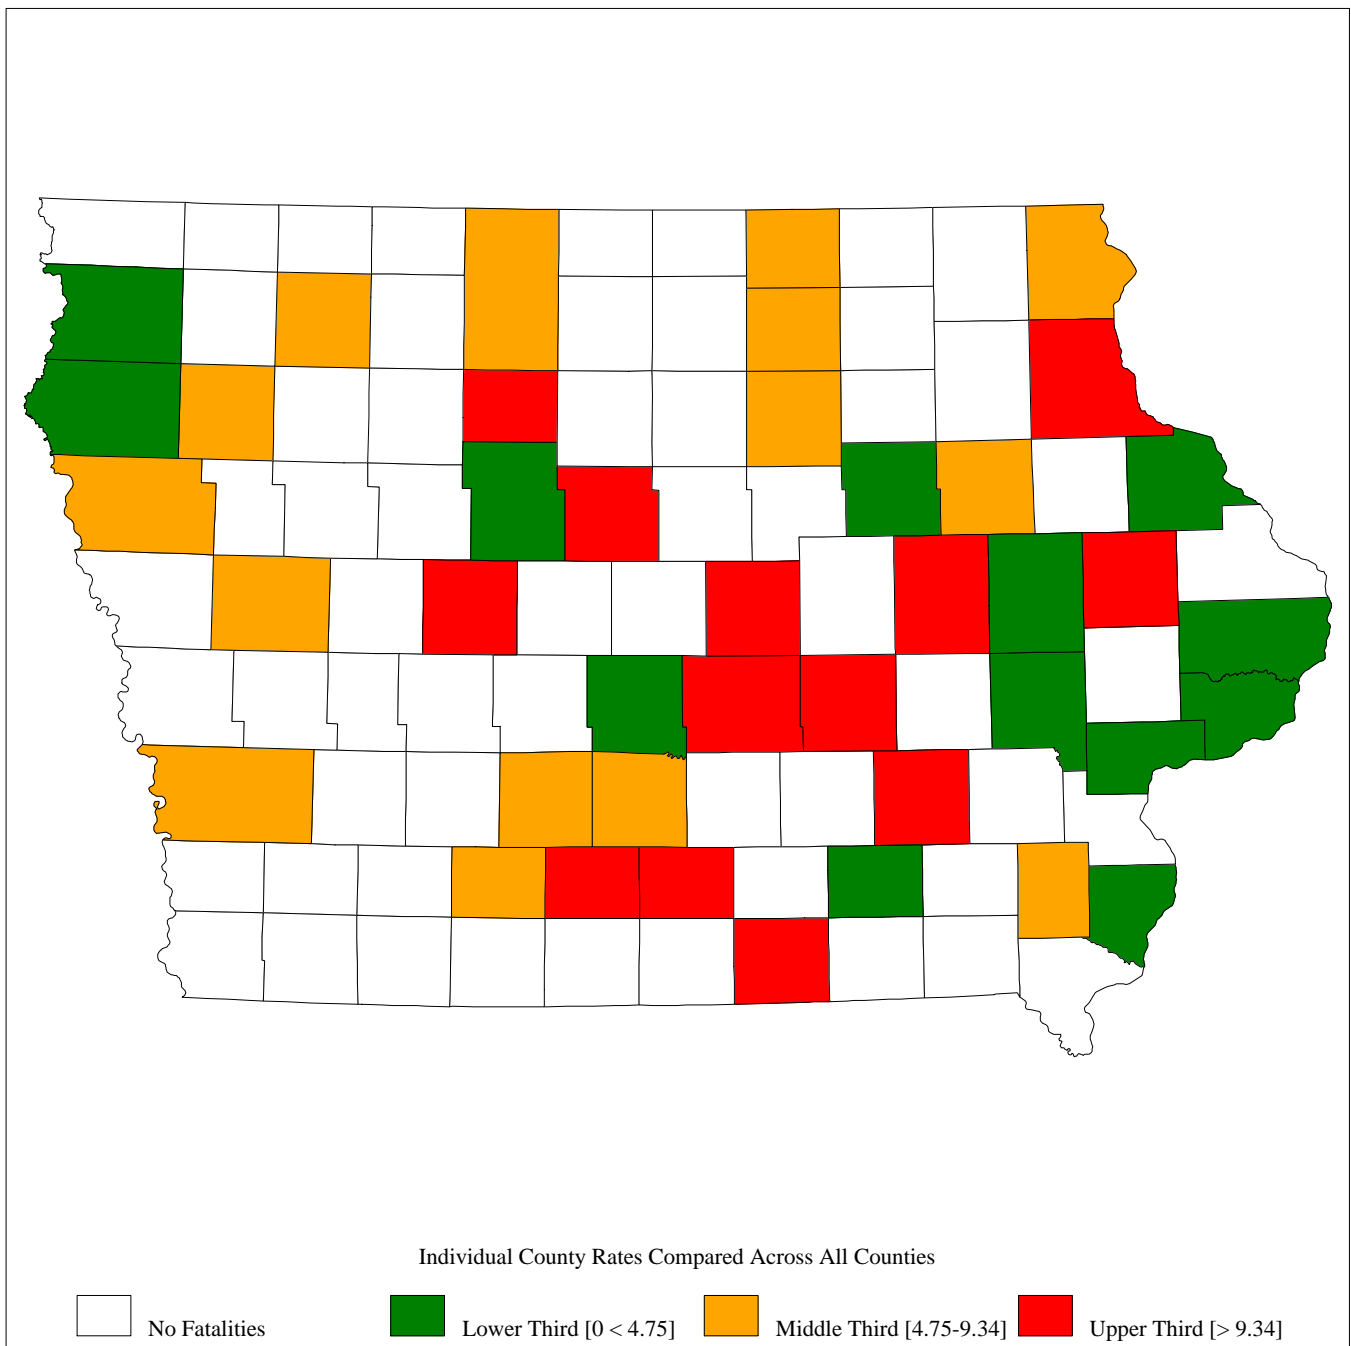 Individual County Rates Compared Across All Counties
No Fatalities
Lower Third [0 < 4.75]
Middle Third [4.75-9.34]
Upper Third [> 9.34]